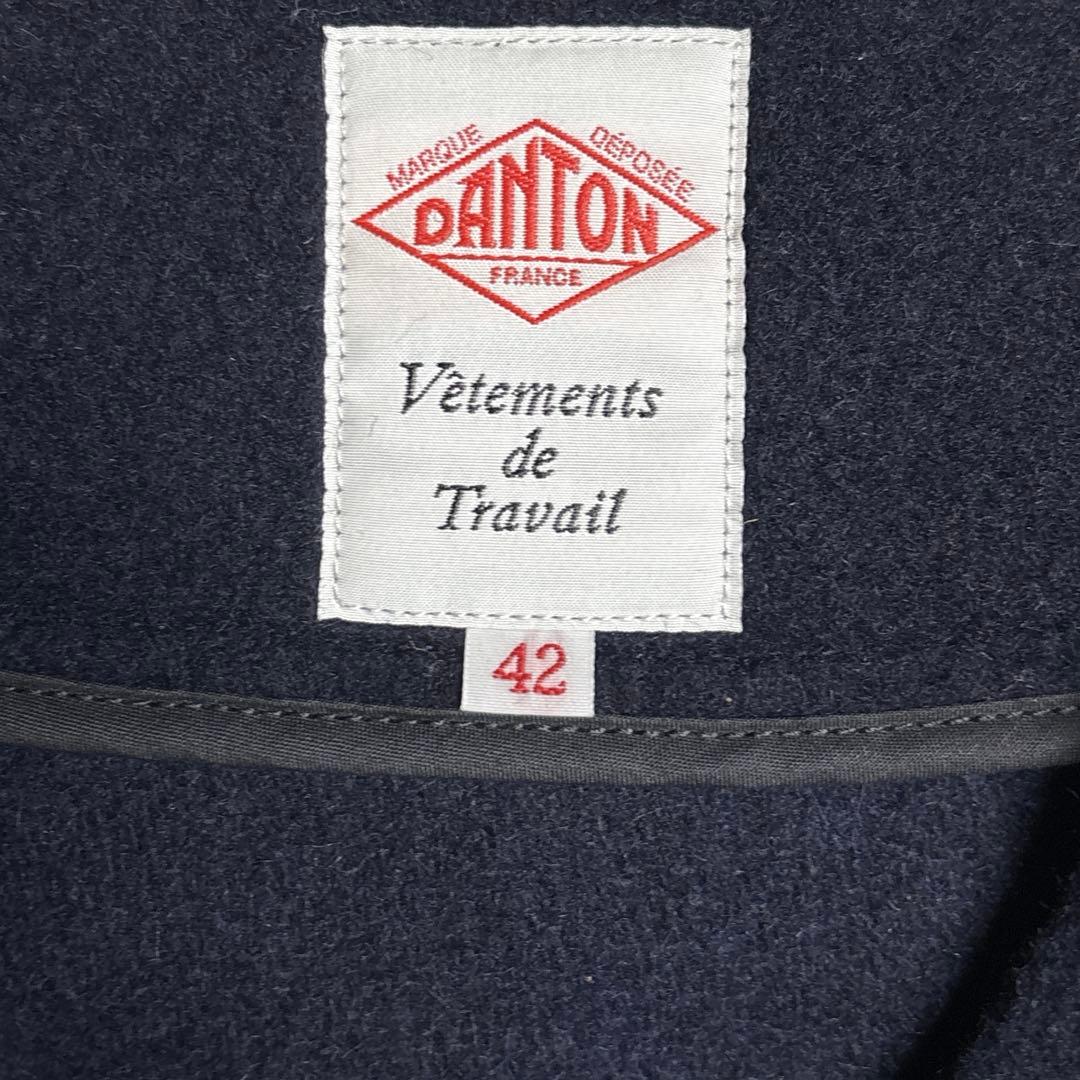 MARQUE DÉPOSÉE
DANTON
FRANCE
Vêtements
de
Travail
42